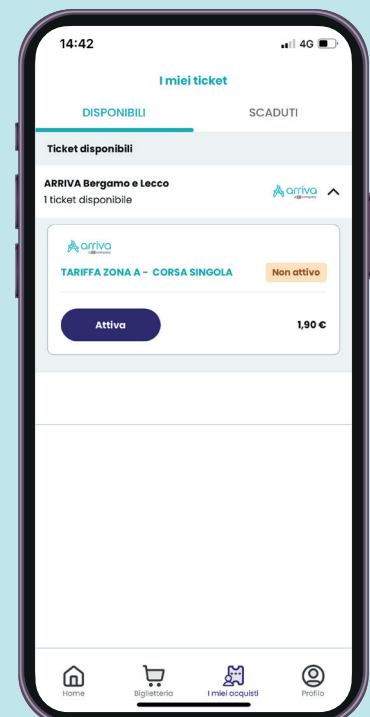 14:42
4G
I miei ticket
DISPONIBILI
SCADUTI
Ticket disponibili
ARRIVA Bergamo e Lecco
1 ticket disponibile
arriva
arriva
TARIFFA ZONA A - CORSA SINGOLA
Non attivo
Attiva
1,90 €
Home
Biglietteria
I miei acquisti
Profilo